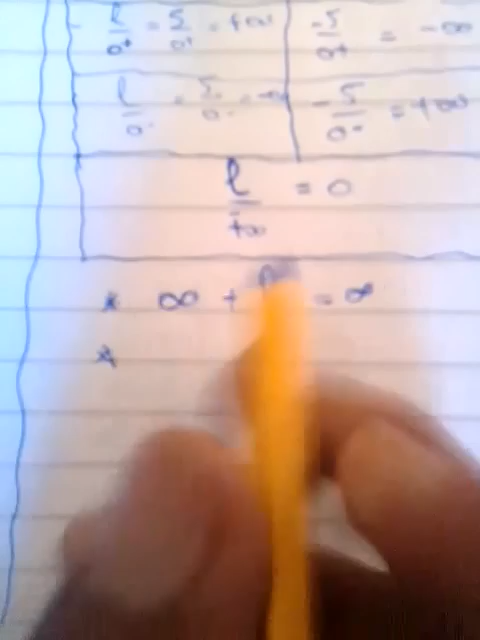 l/0⁺ = 5/0⁺ = +∞ -5/0⁺ = -∞
l/0⁻ = 5/0⁻ = -5/0⁻ = +∞
l/±∞ = 0
* ∞ + = ∞
*